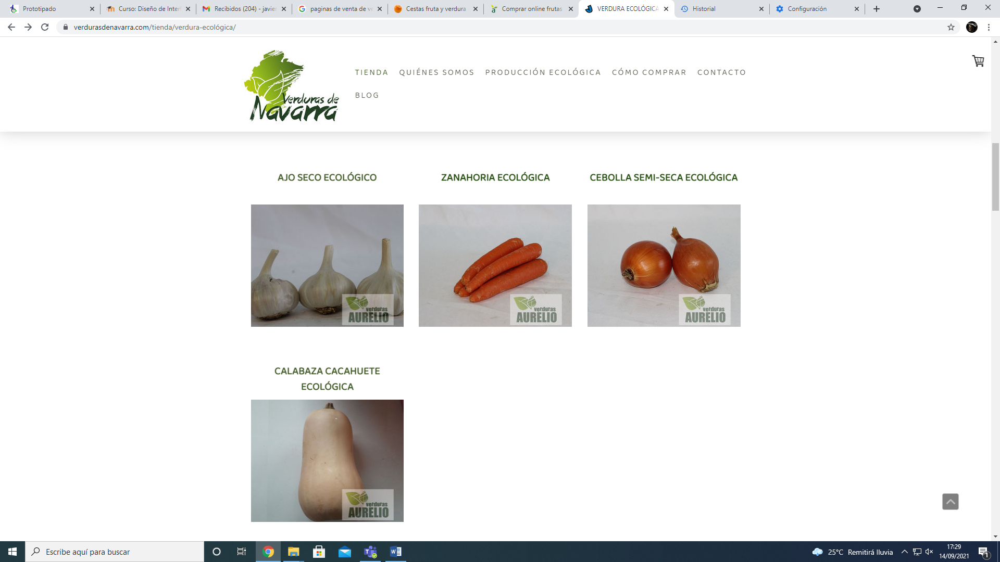 Prototipado
Curso: Diseño de Inter
Recibidos (204) - javie
paginas de venta de ve
Cestas fruta y verdura
Comprar online frutas
VERDURA ECOLÓGICA
Historial
Configuración
verdurasdenavarra.com/tienda/verdura-ecológica/
Verduras de
Navarra
TIENDA QUIÉNES SOMOS PRODUCCIÓN ECOLÓGICA CÓMO COMPRAR CONTACTO
BLOG
AJO SECO ECOLÓGICO
ZANAHORIA ECOLÓGICA
CEBOLLA SEMI-SECA ECOLÓGICA
verduras
AURELIO
verduras
AURELIO
verduras
AURELIO
CALABAZA CACAHUETE
ECOLÓGICA
verduras
AURELIO
Escribe aquí para buscar
25°C Remitirá lluvia
17:29
14/09/2021
1